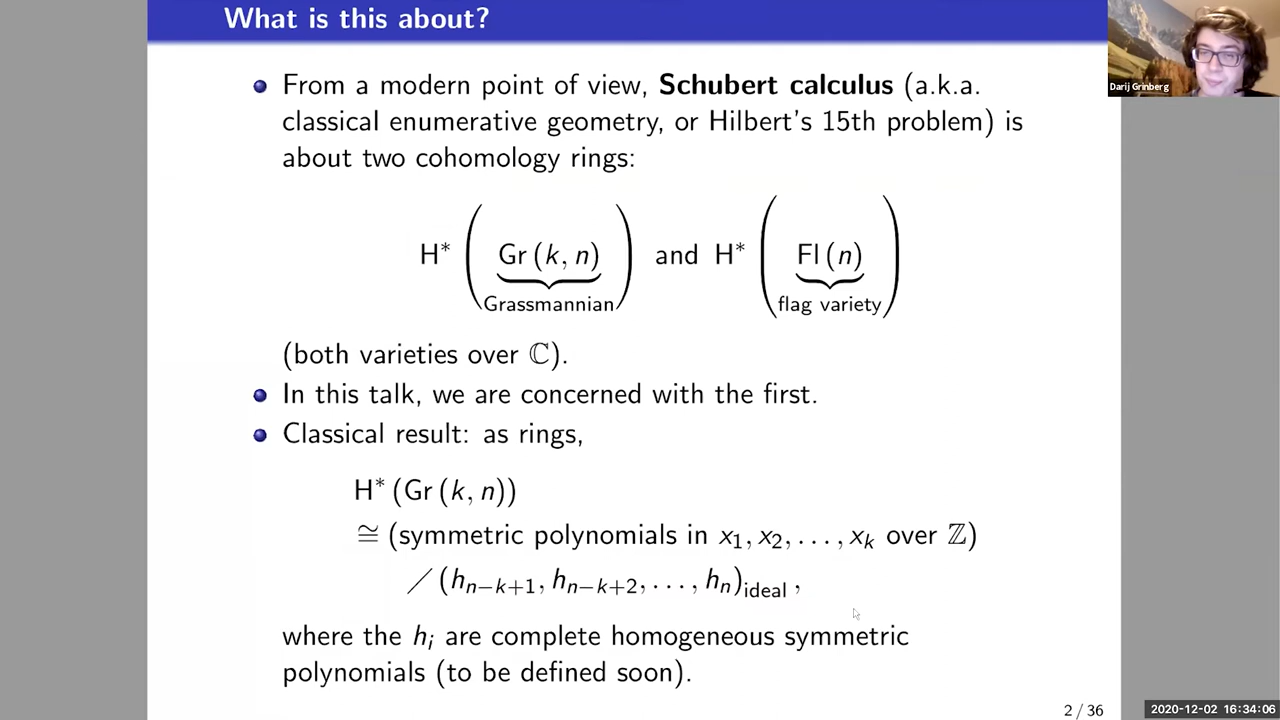 What is this about?
From a modern point of view, Schubert calculus (a.k.a.
classical enumerative geometry, or Hilbert's 15th problem) is
about two cohomology rings:
H* ( Gr (k, n) ) and H* ( Fl (n) )
Grassmannian flag variety
(both varieties over ℂ).
In this talk, we are concerned with the first.
Classical result: as rings,
H* (Gr (k, n))
≅ (symmetric polynomials in x₁, x₂, . . . , xₖ over ℤ)
╱ (hₙ₋ₖ₊₁, hₙ₋ₖ₊₂, . . . , hₙ)ideal ,
where the hᵢ are complete homogeneous symmetric
polynomials (to be defined soon).
2 / 36
Darij Grinberg
2020-12-02 16:34:06